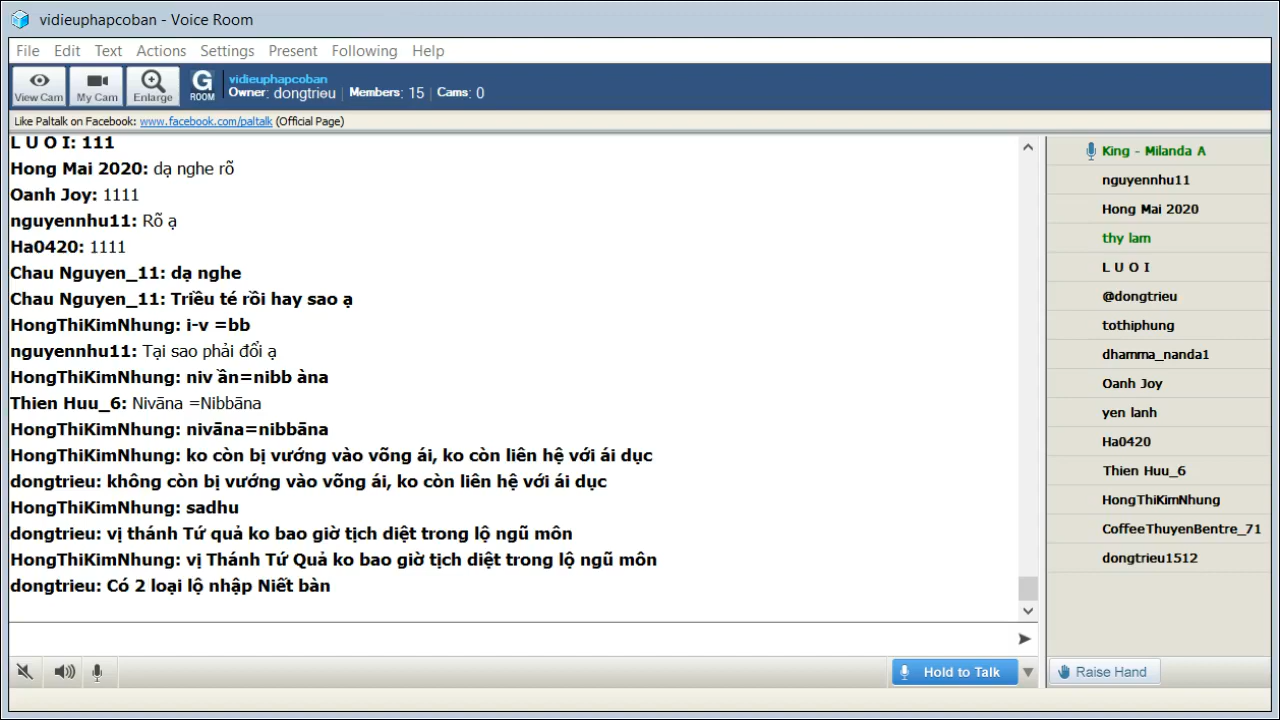 vidieuphapcoban - Voice Room
File Edit Text Actions Settings Present Following Help
View Cam My Cam Enlarge G ROOM vidieuphapcoban
Owner: dongtrieu | Members: 15 | Cams: 0
Like Paltalk on Facebook: www.facebook.com/paltalk (Official Page)
L U O I: 111
Hong Mai 2020: dạ nghe rõ
Oanh Joy: 1111
nguyennhu11: Rõ ạ
Ha0420: 1111
Chau Nguyen_11: dạ nghe
Chau Nguyen_11: Triều té rồi hay sao ạ
HongThiKimNhung: i-v =bb
nguyennhu11: Tại sao phải đổi ạ
HongThiKimNhung: niv ần=nibb àna
Thien Huu_6: Nivāna =Nibbāna
HongThiKimNhung: nivāna=nibbāna
HongThiKimNhung: ko còn bị vướng vào võng ái, ko còn liên hệ với ái dục
dongtrieu: không còn bị vướng vào võng ái, ko còn liên hệ với ái dục
HongThiKimNhung: sadhu
dongtrieu: vị thánh Tứ quả ko bao giờ tịch diệt trong lộ ngũ môn
HongThiKimNhung: vị Thánh Tứ Quả ko bao giờ tịch diệt trong lộ ngũ môn
dongtrieu: Có 2 loại lộ nhập Niết bàn
King - Milanda A
nguyennhu11
Hong Mai 2020
thy lam
L U O I
@dongtrieu
tothiphung
dhamma_nanda1
Oanh Joy
yen lanh
Ha0420
Thien Huu_6
HongThiKimNhung
CoffeeThuyenBentre_71
dongtrieu1512
Hold to Talk
Raise Hand